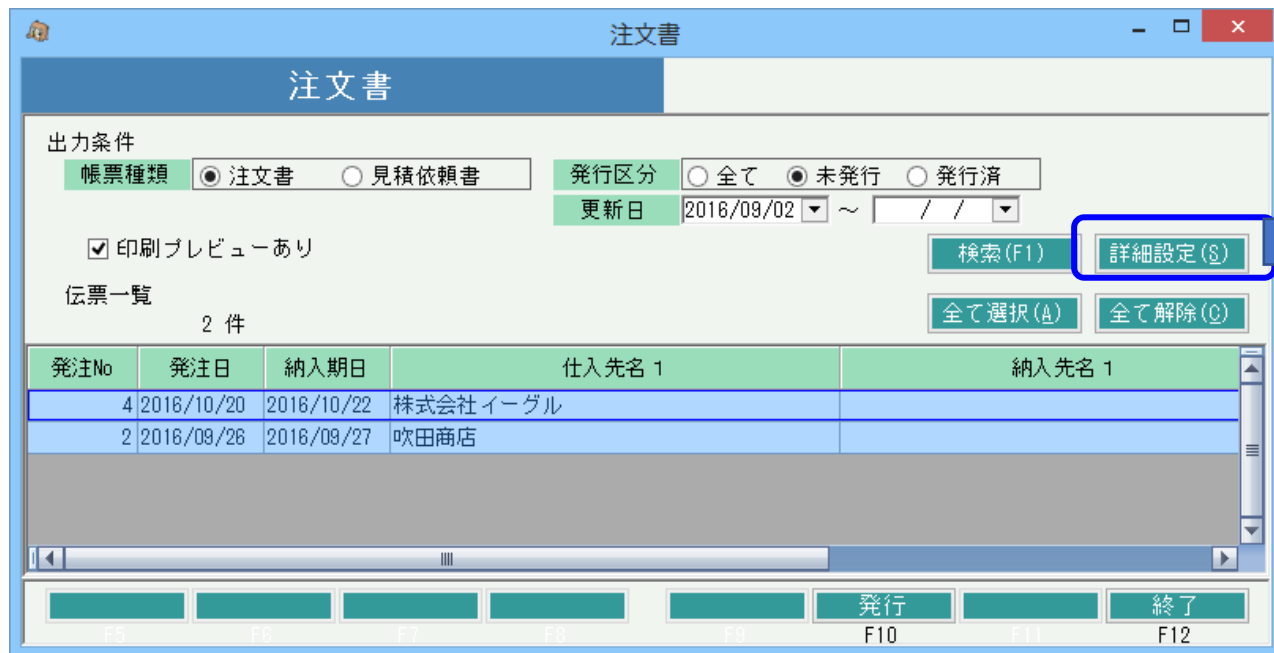 注文書
注文書
出力条件
帳票種類 注文書 見積依頼書 発行区分 全て 未発行 発行済
更新日 2016/09/02 ～ / /
印刷プレビューあり 検索(F1) 詳細設定(S)
伝票一覧
2 件 全て選択(A) 全て解除(C)
発注No 発注日 納入期日 仕入先名 1 納入先名 1
4 2016/10/20 2016/10/22 株式会社イーグル
2 2016/09/26 2016/09/27 吹田商店
発行 終了
F5 F6 F7 F8 F9 F10 F11 F12